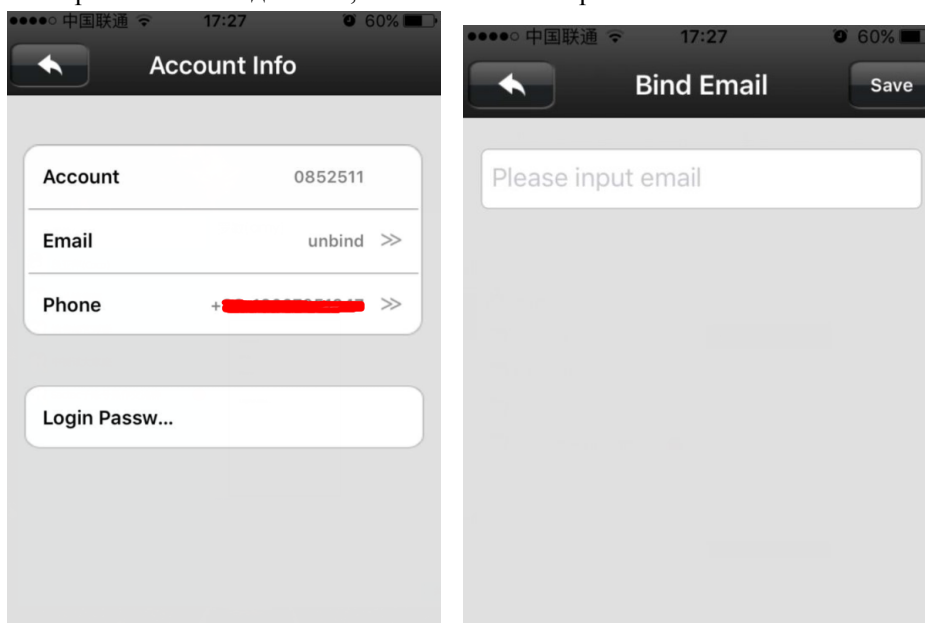 中国联通 17:27 60%
Account Info
Account 0852511
Email unbind >>
Phone +
Login Passw...
中国联通 17:27 60%
Bind Email Save
Please input email